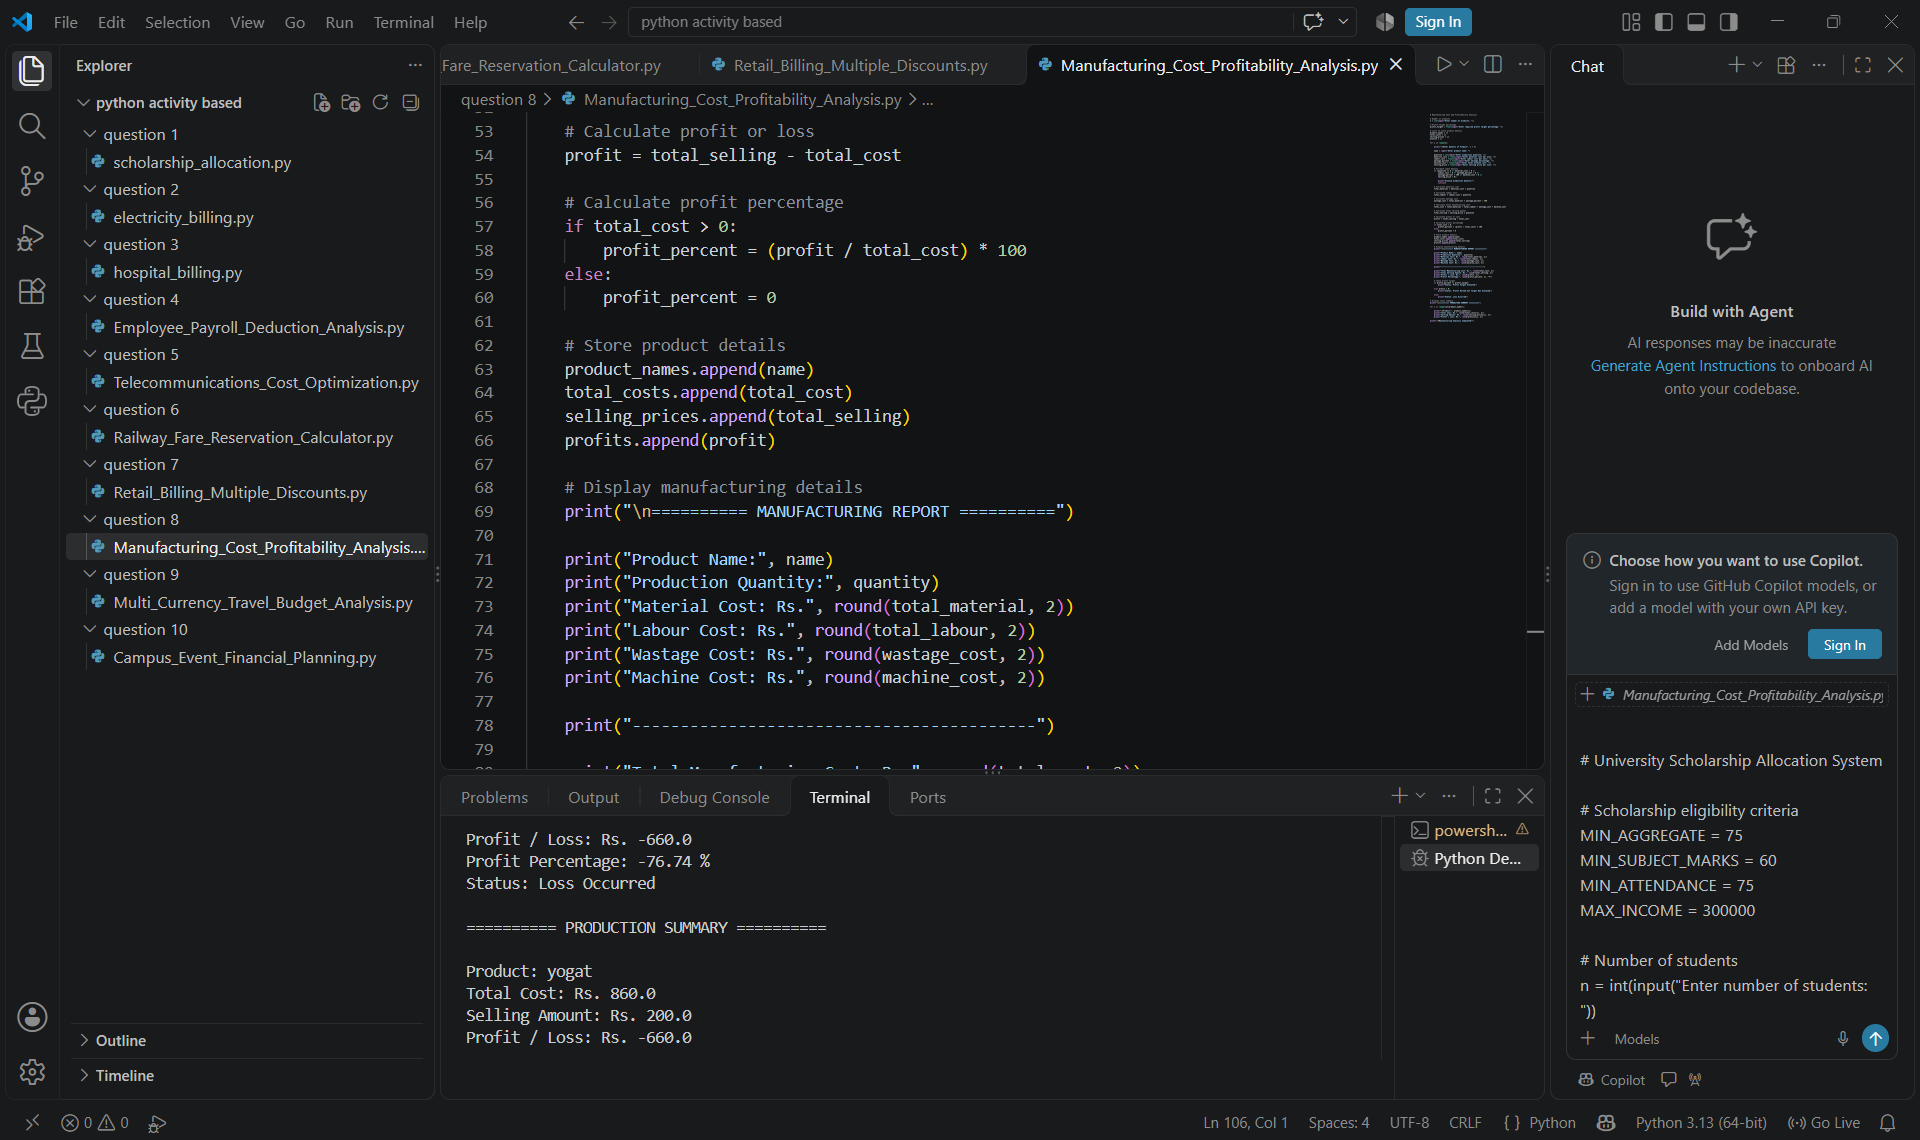 File Edit Selection View Go Run Terminal Help
python activity based
Sign In
Explorer
python activity based
question 1
scholarship_allocation.py
question 2
electricity_billing.py
question 3
hospital_billing.py
question 4
Employee_Payroll_Deduction_Analysis.py
question 5
Telecommunications_Cost_Optimization.py
question 6
Railway_Fare_Reservation_Calculator.py
question 7
Retail_Billing_Multiple_Discounts.py
question 8
Manufacturing_Cost_Profitability_Analysis....
question 9
Multi_Currency_Travel_Budget_Analysis.py
question 10
Campus_Event_Financial_Planning.py
Outline
Timeline
_Fare_Reservation_Calculator.py
Retail_Billing_Multiple_Discounts.py
Manufacturing_Cost_Profitability_Analysis.py
question 8 > Manufacturing_Cost_Profitability_Analysis.py > ...
53 # Calculate profit or loss
54 profit = total_selling - total_cost
55
56 # Calculate profit percentage
57 if total_cost > 0:
58 profit_percent = (profit / total_cost) * 100
59 else:
60 profit_percent = 0
61
62 # Store product details
63 product_names.append(name)
64 total_costs.append(total_cost)
65 selling_prices.append(total_selling)
66 profits.append(profit)
67
68 # Display manufacturing details
69 print("\n========== MANUFACTURING REPORT ==========")
70
71 print("Product Name:", name)
72 print("Production Quantity:", quantity)
73 print("Material Cost: Rs.", round(total_material, 2))
74 print("Labour Cost: Rs.", round(total_labour, 2))
75 print("Wastage Cost: Rs.", round(wastage_cost, 2))
76 print("Machine Cost: Rs.", round(machine_cost, 2))
77
78 print("------------------------------------------")
79
Problems Output Debug Console Terminal Ports
Profit / Loss: Rs. -660.0
Profit Percentage: -76.74 %
Status: Loss Occurred
========== PRODUCTION SUMMARY ==========
Product: yogat
Total Cost: Rs. 860.0
Selling Amount: Rs. 200.0
Profit / Loss: Rs. -660.0
powersh...
Python De...
Chat
Build with Agent
AI responses may be inaccurate
Generate Agent Instructions to onboard AI
onto your codebase.
Choose how you want to use Copilot.
Sign in to use GitHub Copilot models, or
add a model with your own API key.
Add Models Sign In
Manufacturing_Cost_Profitability_Analysis.py
# University Scholarship Allocation System
# Scholarship eligibility criteria
MIN_AGGREGATE = 75
MIN_SUBJECT_MARKS = 60
MIN_ATTENDANCE = 75
MAX_INCOME = 300000
# Number of students
n = int(input("Enter number of students:
"))
Models
Copilot
0 0
Ln 106, Col 1 Spaces: 4 UTF-8 CRLF { } Python Python 3.13 (64-bit) Go Live